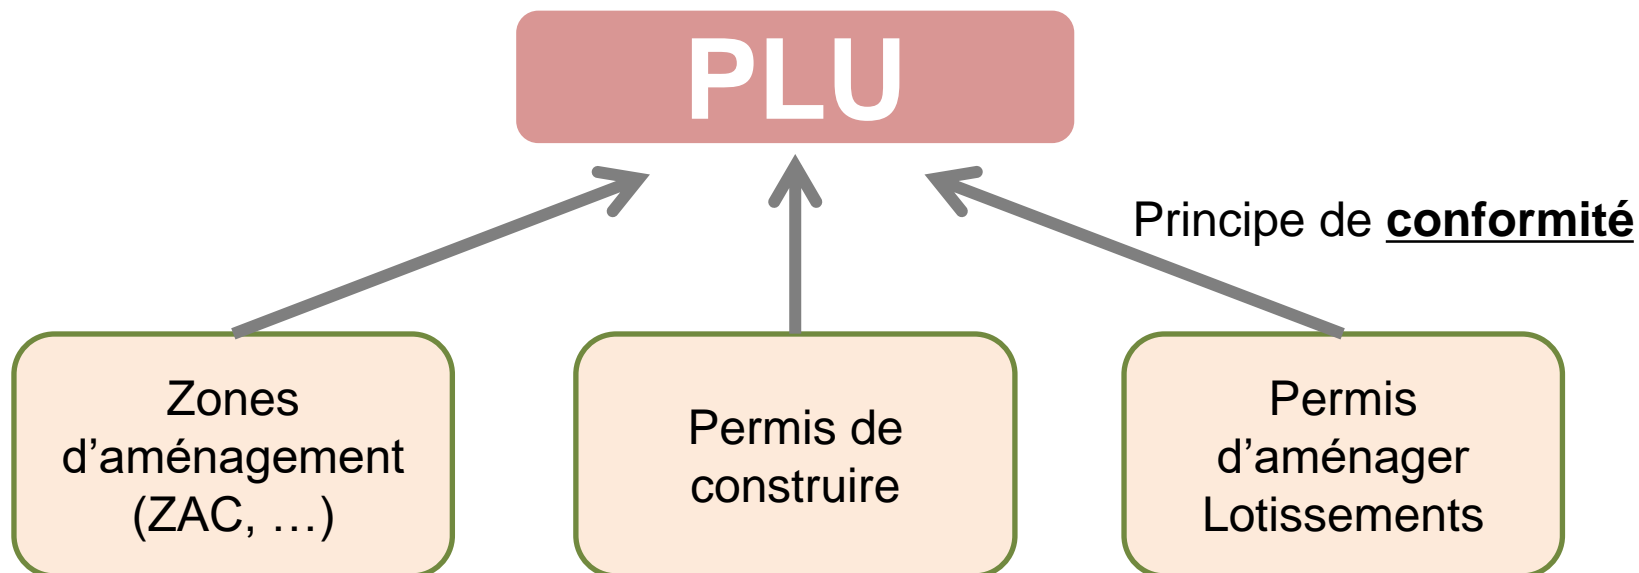 PLU
Principe de conformité
Zones
d’aménagement
(ZAC, …)
Permis de
construire
Permis
d’aménager
Lotissements